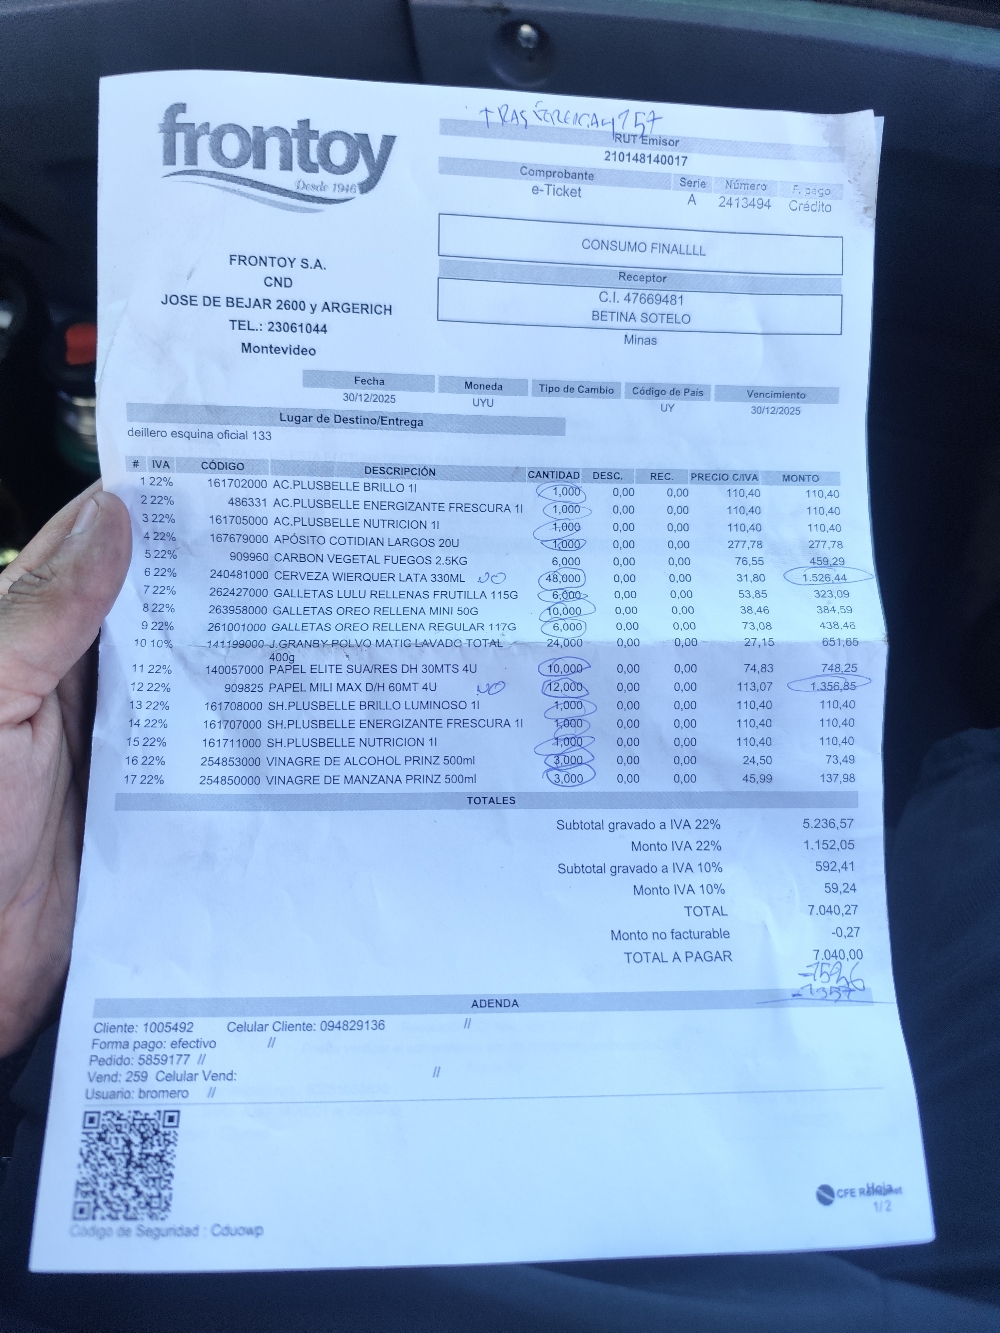 TRASFERENCIA 4157
frontoy
Desde 1946
RUT Emisor
210148140017
Comprobante Serie Número F. pago
e-Ticket A 2413494 Crédito
CONSUMO FINALLLL
Receptor
C.I. 47669481
BETINA SOTELO
Minas
FRONTOY S.A.
CND
JOSE DE BEJAR 2600 y ARGERICH
TEL.: 23061044
Montevideo
Fecha Moneda Tipo de Cambio Código de País Vencimiento
30/12/2025 UYU UY 30/12/2025
Lugar de Destino/Entrega
deillero esquina oficial 133
# IVA CÓDIGO DESCRIPCIÓN CANTIDAD DESC. REC. PRECIO C/IVA MONTO
1 22% 161702000 AC.PLUSBELLE BRILLO 1l 1,000 0,00 0,00 110,40 110,40
2 22% 486331 AC.PLUSBELLE ENERGIZANTE FRESCURA 1l 1,000 0,00 0,00 110,40 110,40
3 22% 161705000 AC.PLUSBELLE NUTRICION 1l 1,000 0,00 0,00 110,40 110,40
4 22% 167679000 APÓSITO COTIDIAN LARGOS 20U 1,000 0,00 0,00 277,78 277,78
5 22% 909960 CARBON VEGETAL FUEGOS 2.5KG 6,000 0,00 0,00 76,55 459,29
6 22% 240481000 CERVEZA WIERQUER LATA 330ML NO 48,000 0,00 0,00 31,80 1.526,44
7 22% 262427000 GALLETAS LULU RELLENAS FRUTILLA 115G 6,000 0,00 0,00 53,85 323,09
8 22% 263958000 GALLETAS OREO RELLENA MINI 50G 10,000 0,00 0,00 38,46 384,59
9 22% 261001000 GALLETAS OREO RELLENA REGULAR 117G 6,000 0,00 0,00 73,08 438,46
10 10% 141199000 J.GRANBY POLVO MATIC LAVADO TOTAL 24,000 0,00 0,00 27,15 651,65
400g
11 22% 140057000 PAPEL ELITE SUA/RES DH 30MTS 4U 10,000 0,00 0,00 74,83 748,25
12 22% 909825 PAPEL MILI MAX D/H 60MT 4U NO 12,000 0,00 0,00 113,07 1.356,85
13 22% 161708000 SH.PLUSBELLE BRILLO LUMINOSO 1l 1,000 0,00 0,00 110,40 110,40
14 22% 161707000 SH.PLUSBELLE ENERGIZANTE FRESCURA 1l 1,000 0,00 0,00 110,40 110,40
15 22% 161711000 SH.PLUSBELLE NUTRICION 1l 1,000 0,00 0,00 110,40 110,40
16 22% 254853000 VINAGRE DE ALCOHOL PRINZ 500ml 3,000 0,00 0,00 24,50 73,49
17 22% 254850000 VINAGRE DE MANZANA PRINZ 500ml 3,000 0,00 0,00 45,99 137,98
TOTALES
Subtotal gravado a IVA 22% 5.236,57
Monto IVA 22% 1.152,05
Subtotal gravado a IVA 10% 592,41
Monto IVA 10% 59,24
TOTAL 7.040,27
Monto no facturable -0,27
TOTAL A PAGAR 7.040,00
-1526
-1357
ADENDA
Cliente: 1005492 Celular Cliente: 094829136 //
Forma pago: efectivo //
Pedido: 5859177 //
Vend: 259 Celular Vend: //
Usuario: bromero //
Código de Seguridad : Cduowp
CFE
Hoja
1/2